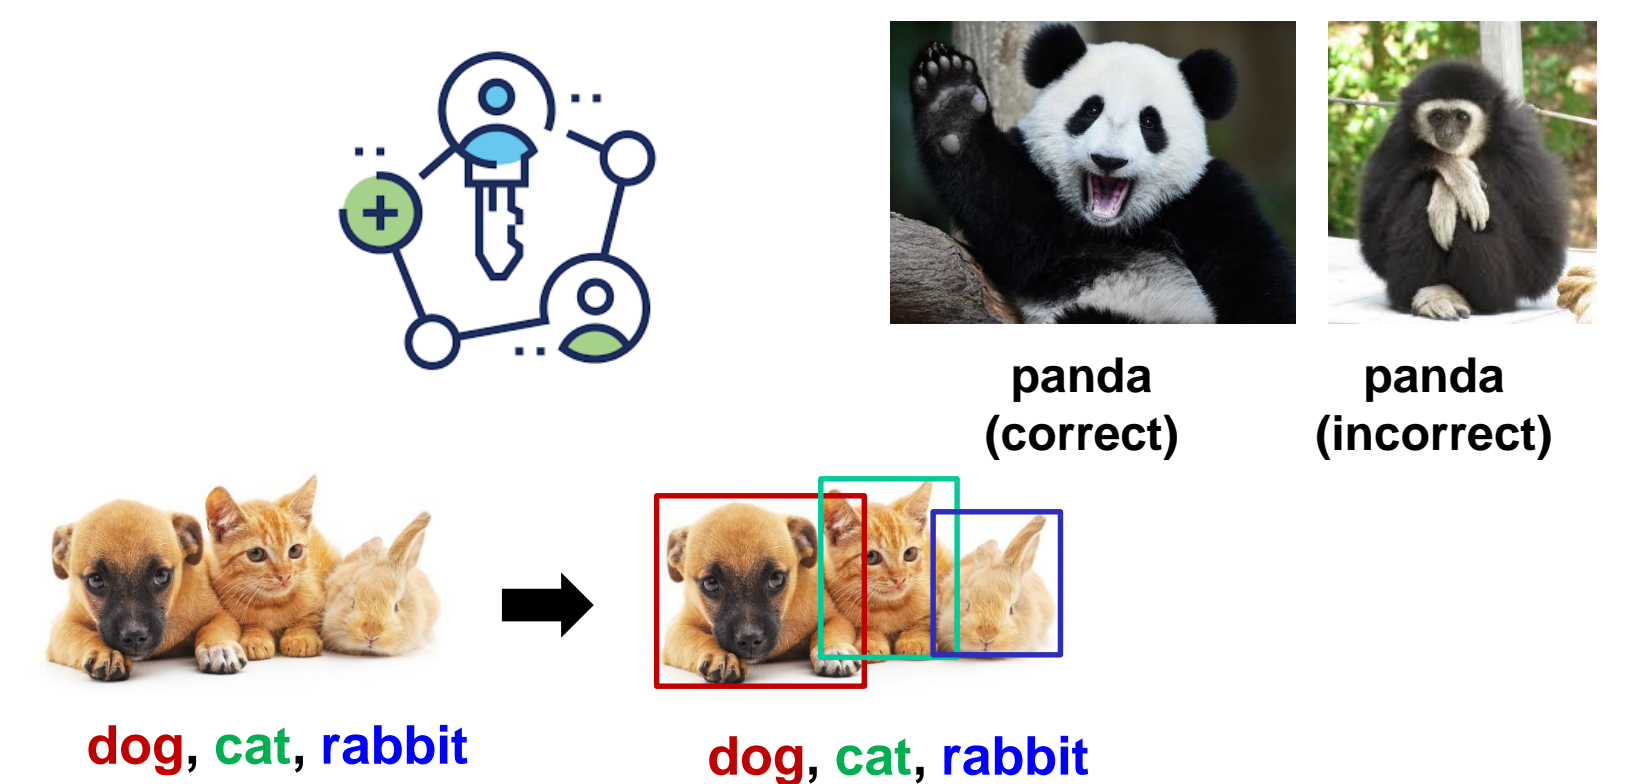 panda
(correct)
panda
(incorrect)
dog, cat, rabbit
dog, cat, rabbit